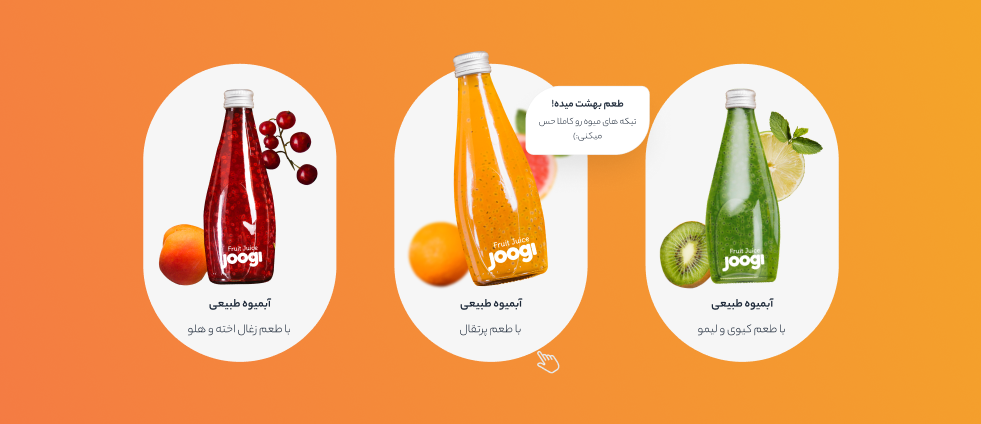 طعم بهشت میده!
تیکه های میوه رو کاملا حس
میکنی:)
Fruit Juice
Joogi
آبمیوه طبیعی
با طعم کیوی و لیمو
Fruit Juice
Joogi
آبمیوه طبیعی
با طعم پرتقال
Fruit Juice
Joogi
آبمیوه طبیعی
با طعم زغال اخته و هلو